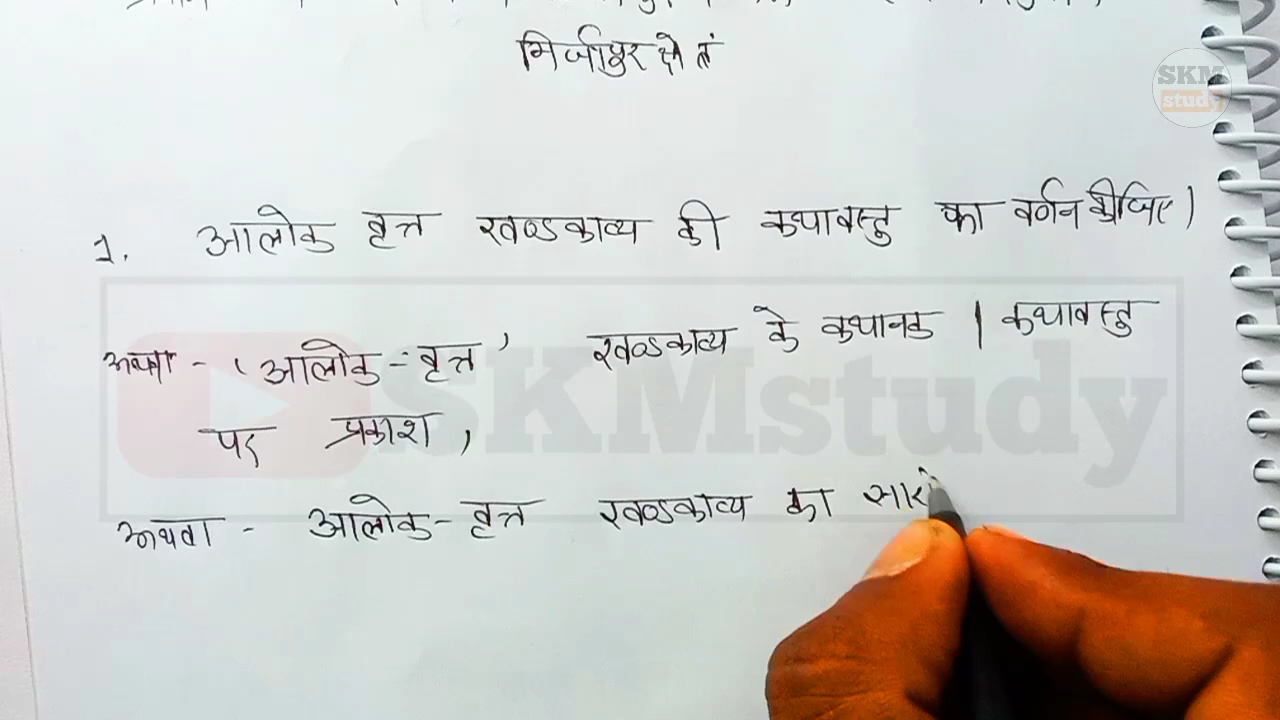 मिर्जापुर क्षेत्र
SKM
study
1. आलोक वृत्त खण्डकाव्य की कथावस्तु का वर्णन कीजिए।
अथवा - 'आलोक-वृत्त' खण्डकाव्य के कथानक | कथावस्तु
SKMstudy
पर प्रकाश,
अथवा - आलोक-वृत्त खण्डकाव्य का